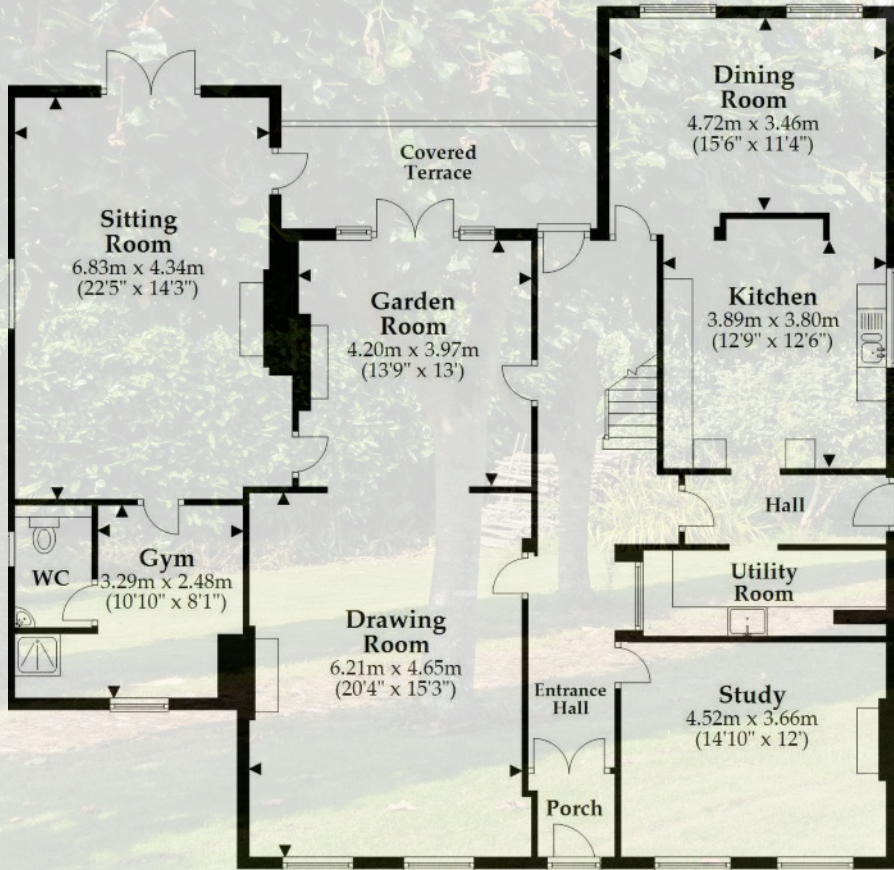 Dining
Room
4.72m x 3.46m
(15'6" x 11'4")
Covered
Terrace
Sitting
Room
6.83m x 4.34m
(22'5" x 14'3")
Garden
Room
4.20m x 3.97m
(13'9" x 13')
Kitchen
3.89m x 3.80m
(12'9" x 12'6")
Hall
Gym
3.29m x 2.48m
(10'10" x 8'1")
WC
Utility
Room
Drawing
Room
6.21m x 4.65m
(20'4" x 15'3")
Entrance
Hall
Study
4.52m x 3.66m
(14'10" x 12')
Porch